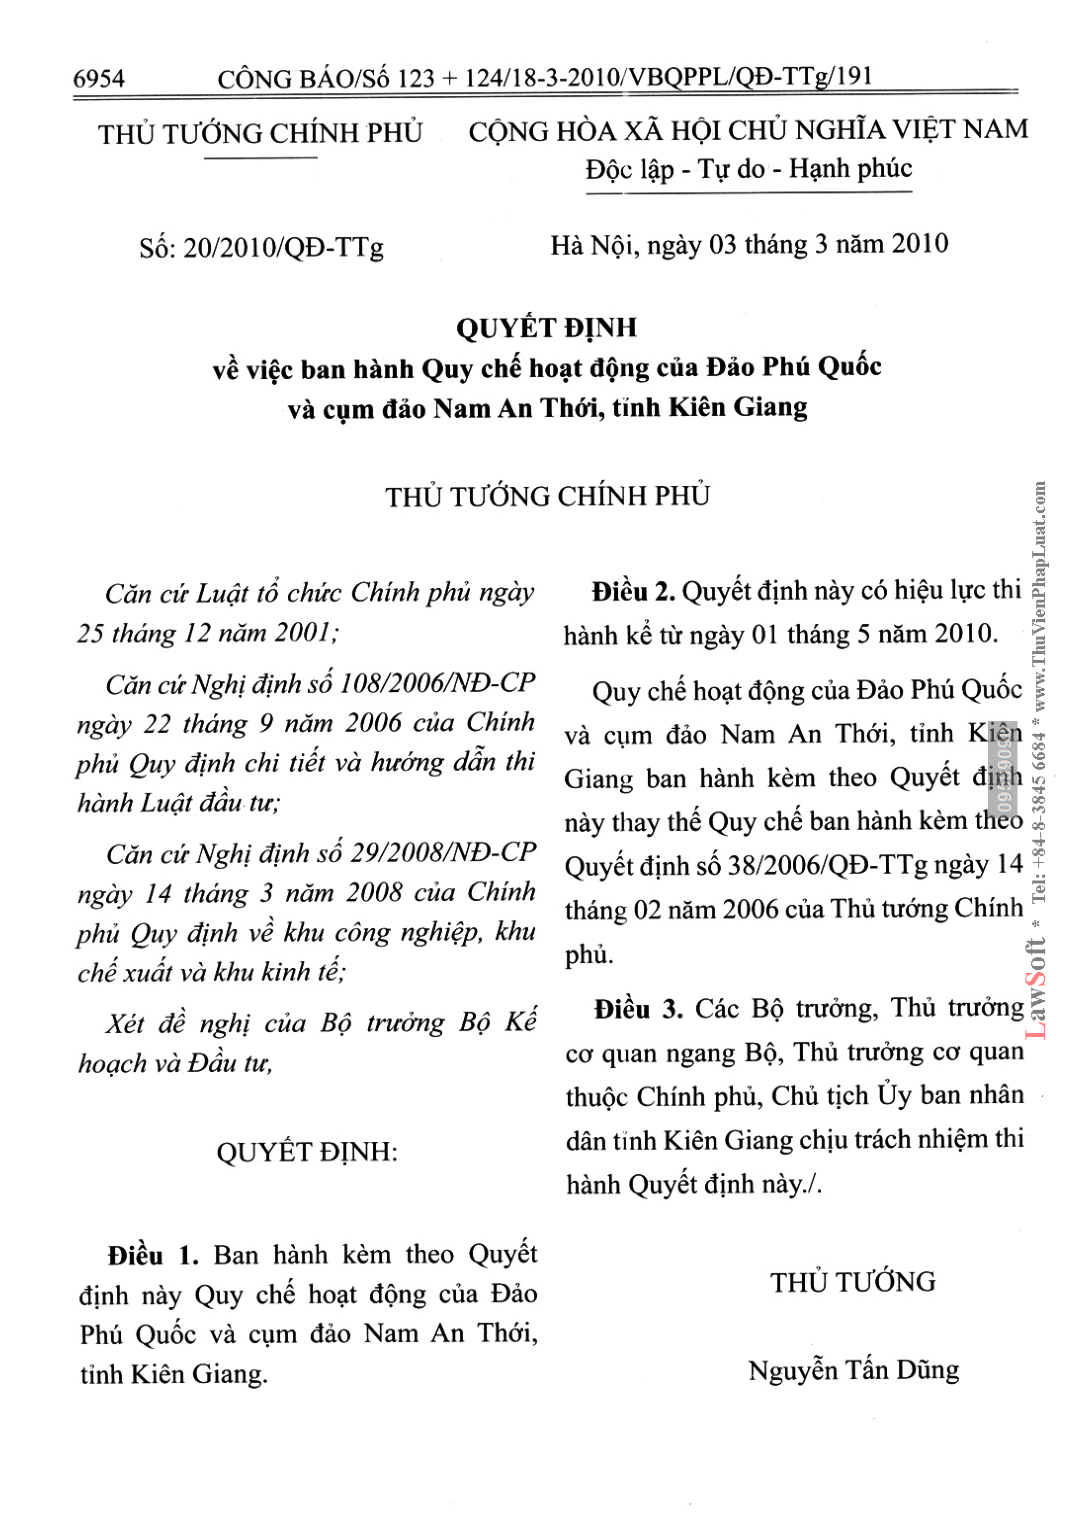 6954 CÔNG BÁO/Số 123 + 124/18-3-2010/VBQPPL/QĐ-TTg/191
THỦ TƯỚNG CHÍNH PHỦ
CỘNG HÒA XÃ HỘI CHỦ NGHĨA VIỆT NAM
Độc lập - Tự do - Hạnh phúc
Số: 20/2010/QĐ-TTg
Hà Nội, ngày 03 tháng 3 năm 2010
QUYẾT ĐỊNH
về việc ban hành Quy chế hoạt động của Đảo Phú Quốc
và cụm đảo Nam An Thới, tỉnh Kiên Giang
THỦ TƯỚNG CHÍNH PHỦ
Căn cứ Luật tổ chức Chính phủ ngày
25 tháng 12 năm 2001;
Căn cứ Nghị định số 108/2006/NĐ-CP
ngày 22 tháng 9 năm 2006 của Chính
phủ Quy định chi tiết và hướng dẫn thi
hành Luật đầu tư;
Căn cứ Nghị định số 29/2008/NĐ-CP
ngày 14 tháng 3 năm 2008 của Chính
phủ Quy định về khu công nghiệp, khu
chế xuất và khu kinh tế;
Xét đề nghị của Bộ trưởng Bộ Kế
hoạch và Đầu tư,
QUYẾT ĐỊNH:
Điều 1. Ban hành kèm theo Quyết
định này Quy chế hoạt động của Đảo
Phú Quốc và cụm đảo Nam An Thới,
tỉnh Kiên Giang.
Điều 2. Quyết định này có hiệu lực thi
hành kể từ ngày 01 tháng 5 năm 2010.
Quy chế hoạt động của Đảo Phú Quốc
và cụm đảo Nam An Thới, tỉnh Kiên
Giang ban hành kèm theo Quyết định
này thay thế Quy chế ban hành kèm theo
Quyết định số 38/2006/QĐ-TTg ngày 14
tháng 02 năm 2006 của Thủ tướng Chính
phủ.
Điều 3. Các Bộ trưởng, Thủ trưởng
cơ quan ngang Bộ, Thủ trưởng cơ quan
thuộc Chính phủ, Chủ tịch Ủy ban nhân
dân tỉnh Kiên Giang chịu trách nhiệm thi
hành Quyết định này./.
THỦ TƯỚNG
Nguyễn Tấn Dũng
LawSoft * Tel: +84-8-3845 6684 * www.ThuVienPhapLuat.com